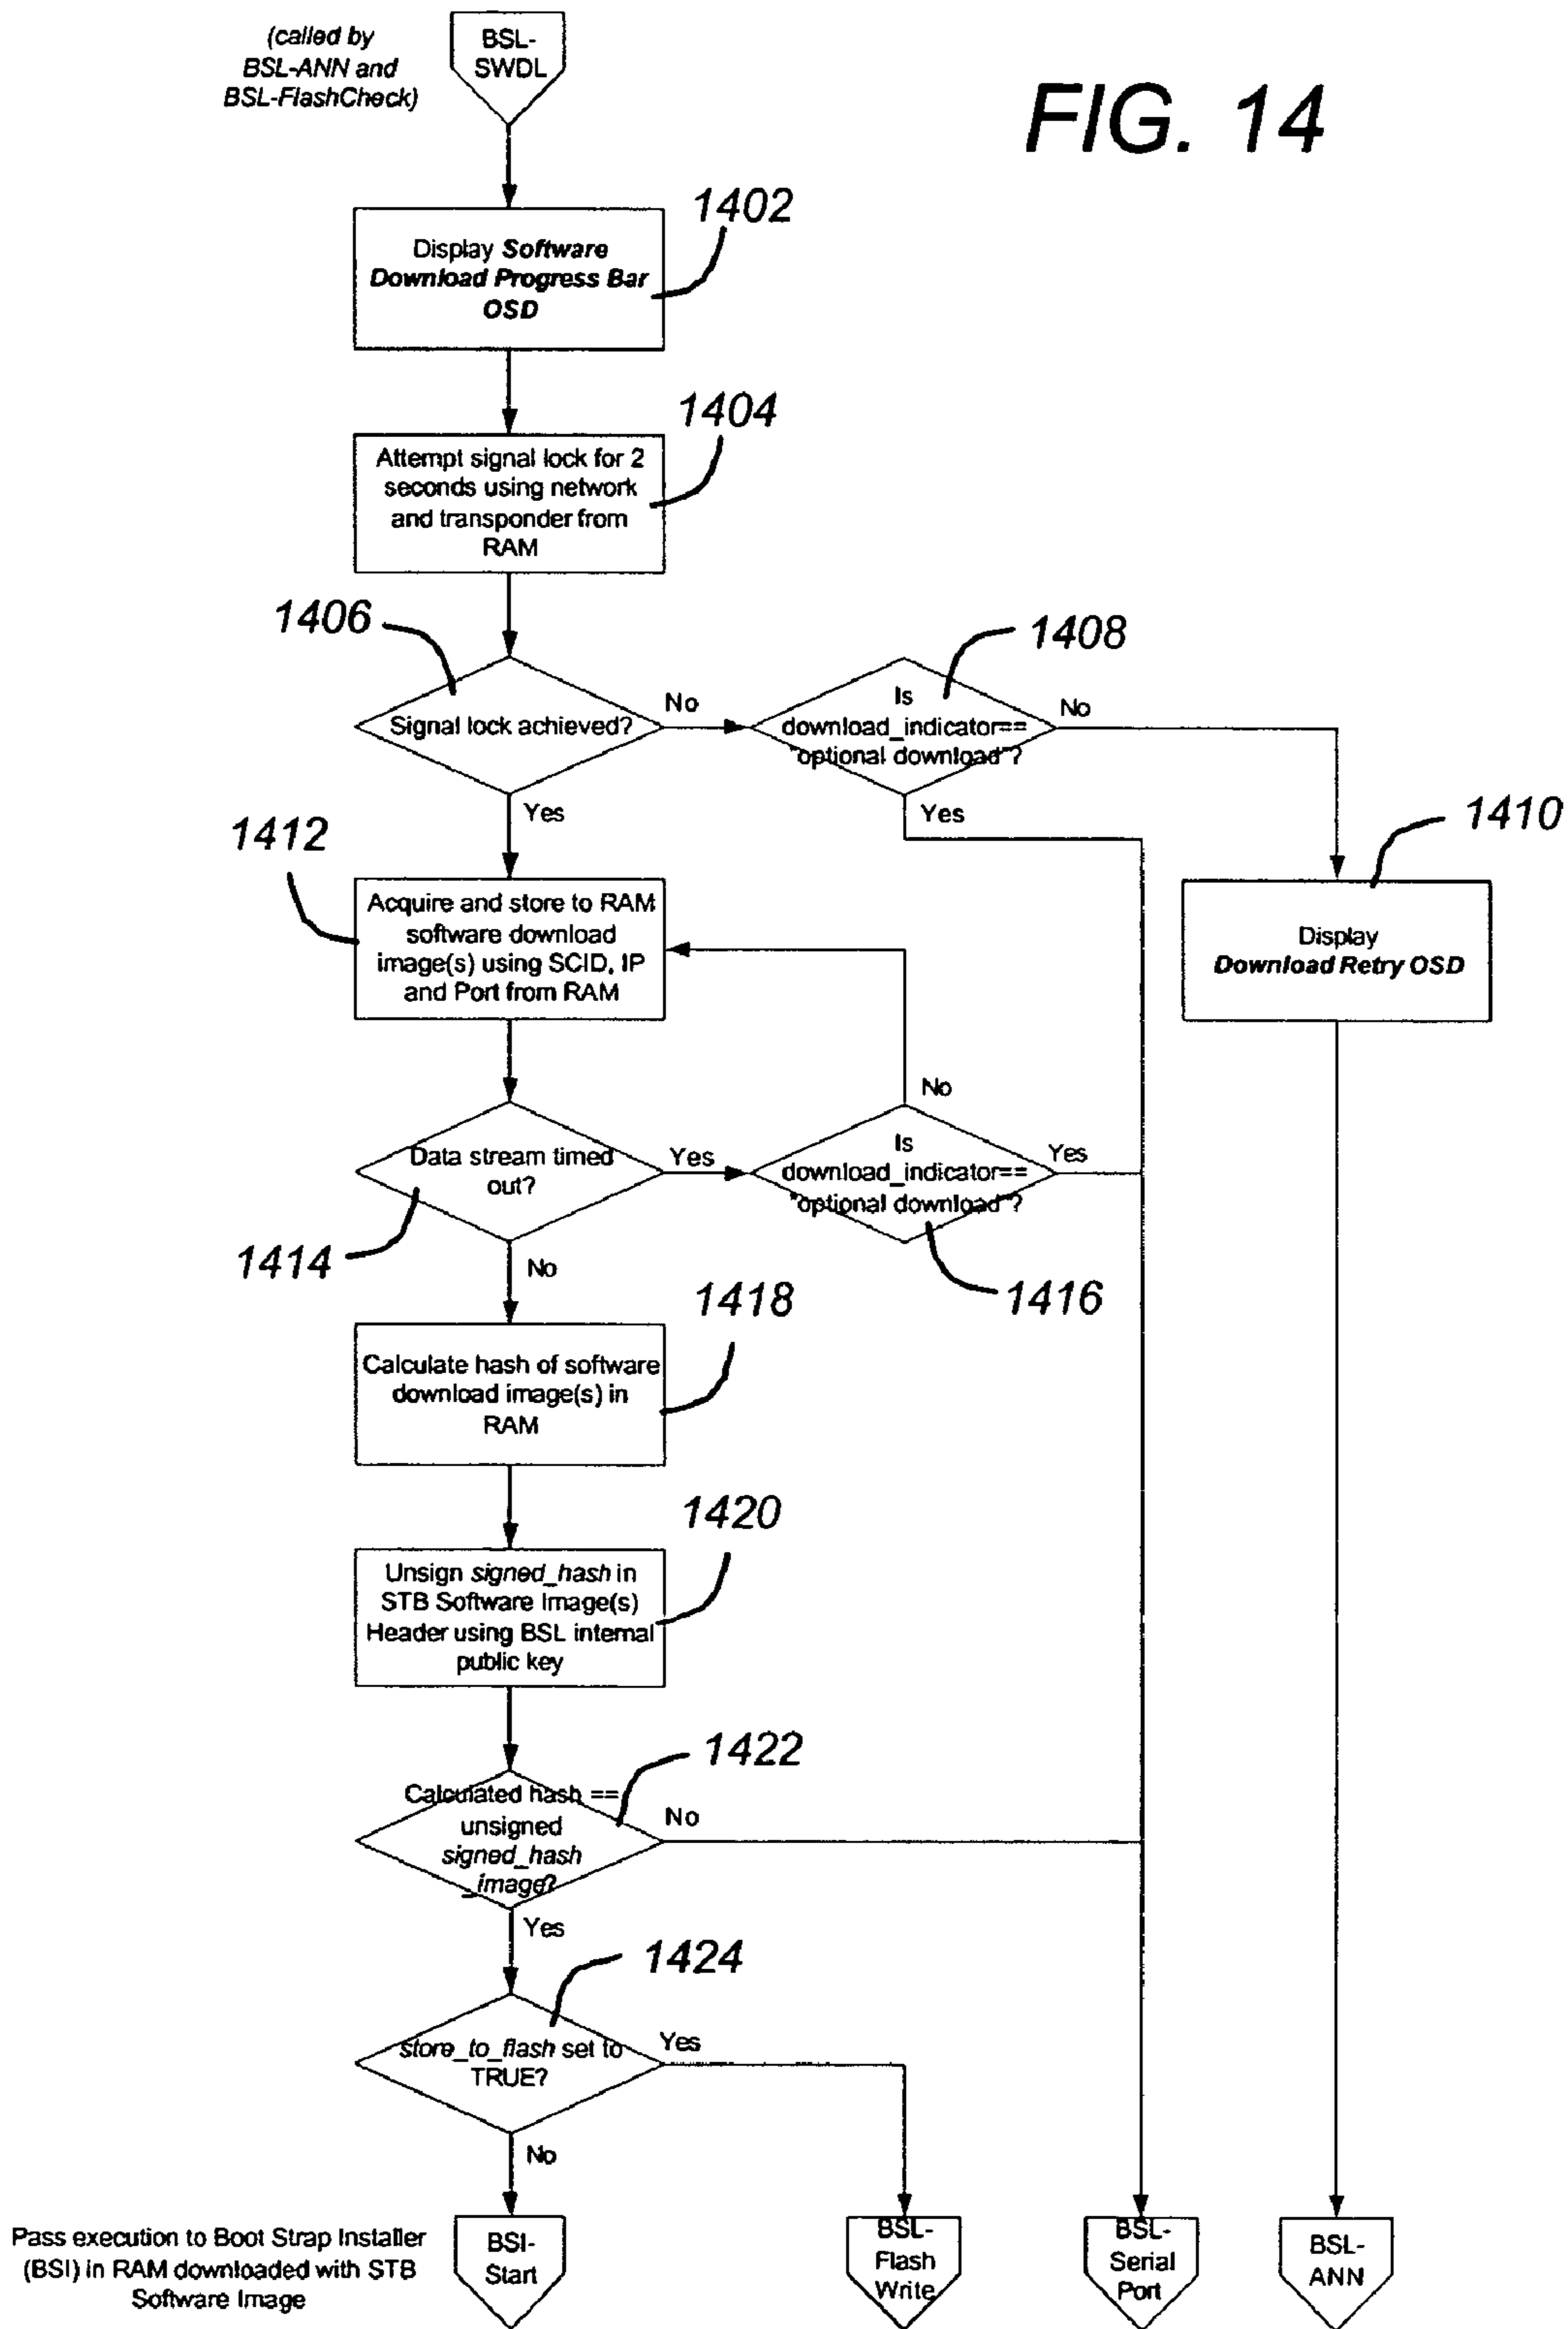 (called by
BSL-ANN and
BSL-FlashCheck)
BSL-
SWDL
FIG. 14
1402
Display Software
Download Progress Bar
OSD
1404
Attempt signal lock for 2
seconds using network
and transponder from
RAM
1406
Signal lock achieved?
No
1408
Is
download_indicator==
"optional download"?
No
Yes
Yes
1410
Display
Download Retry OSD
1412
Acquire and store to RAM
software download
image(s) using SCID, IP
and Port from RAM
No
1414
Data stream timed
out?
Yes
Is
download_indicator==
"optional download"?
Yes
1416
No
1418
Calculate hash of software
download image(s) in
RAM
1420
Unsign signed_hash in
STB Software Image(s)
Header using BSL internal
public key
1422
Calculated hash ==
unsigned
signed_hash
_image?
No
Yes
1424
store_to_flash set to
TRUE?
Yes
No
Pass execution to Boot Strap Installer
(BSI) in RAM downloaded with STB
Software Image
BSI-
Start
BSL-
Flash
Write
BSL-
Serial
Port
BSL-
ANN